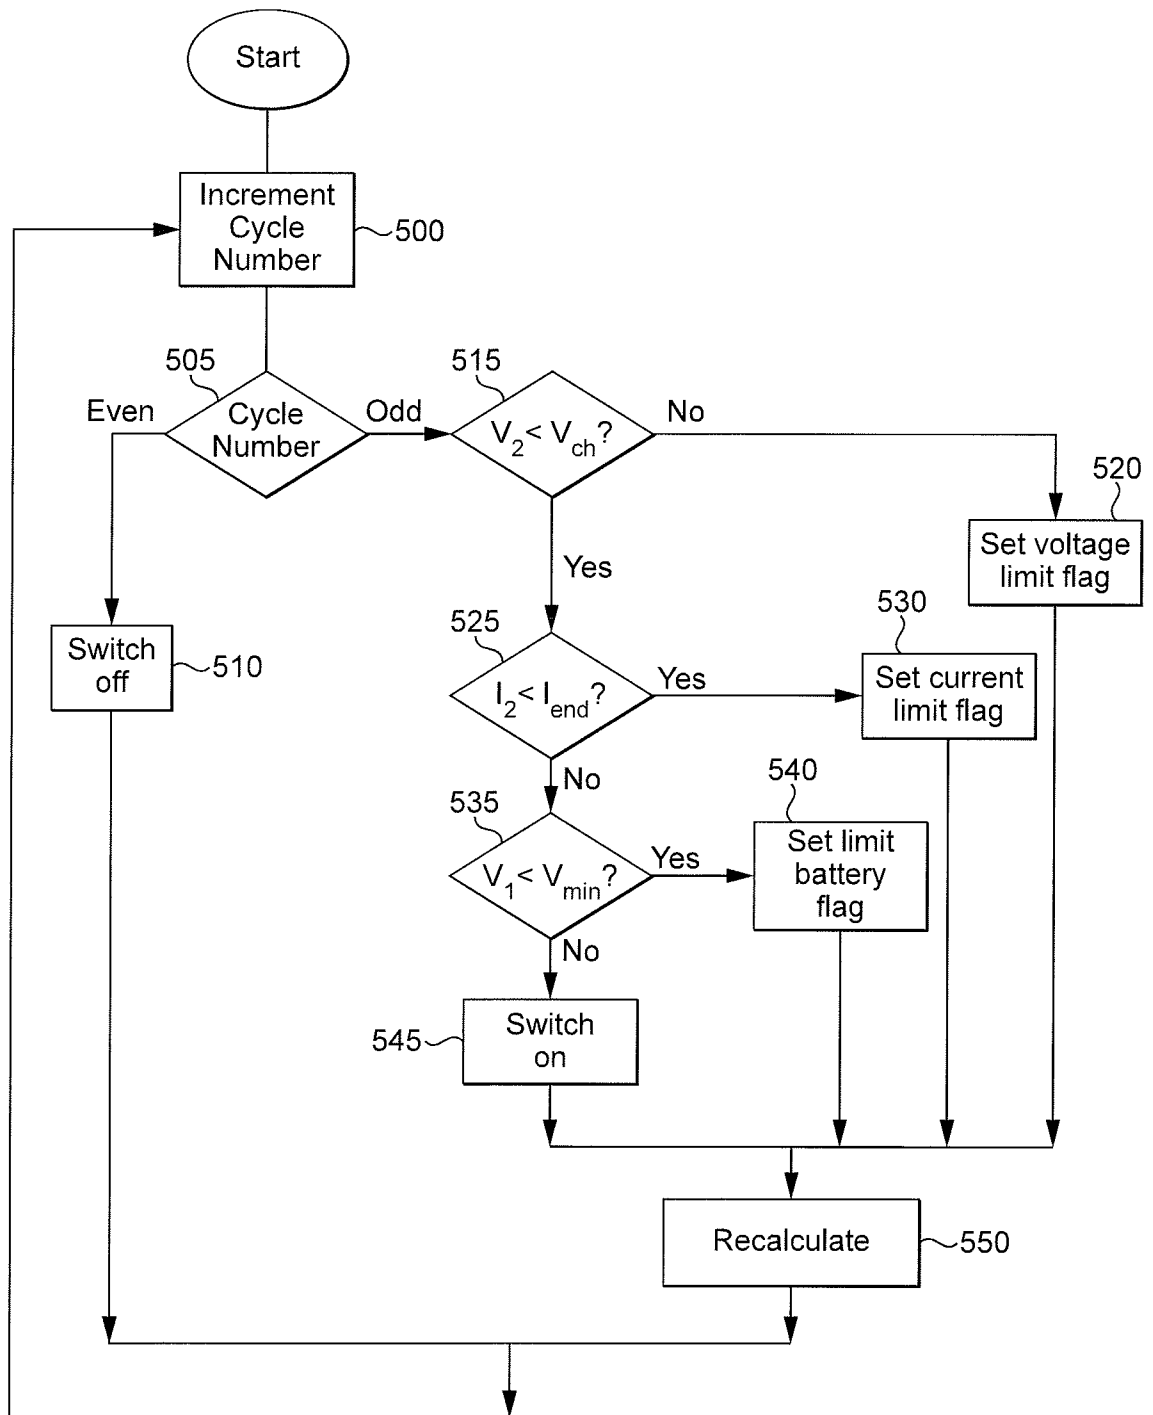 Start
Increment
Cycle
Number
500
505
515
Even
Cycle
Number
Odd
V2 < Vch?
No
520
Set voltage
limit flag
Yes
530
525
Switch
off
510
I2 < Iend?
Yes
Set current
limit flag
No
540
535
Set limit
battery
flag
V1 < Vmin?
Yes
No
545
Switch
on
Recalculate
550